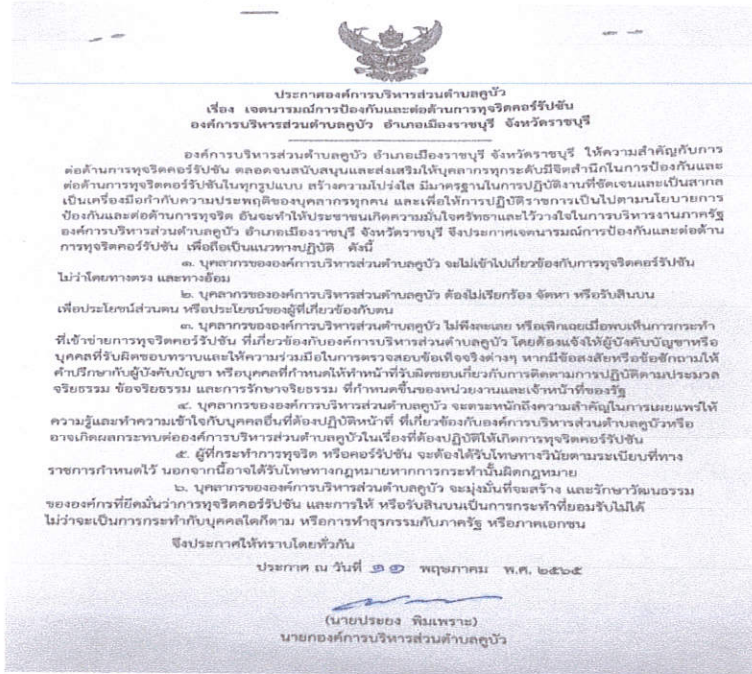 ประกาศองค์การบริหารส่วนตำบลคูบัว
เรื่อง เจตนารมณ์การป้องกันและต่อต้านการทุจริตคอร์รัปชัน
องค์การบริหารส่วนตำบลคูบัว อำเภอเมืองราชบุรี จังหวัดราชบุรี
องค์การบริหารส่วนตำบลคูบัว อำเภอเมืองราชบุรี จังหวัดราชบุรี ให้ความสำคัญกับการ
ต่อต้านการทุจริตคอร์รัปชัน ตลอดจนสนับสนุนและส่งเสริมให้บุคลากรทุกระดับมีจิตสำนึกในการป้องกันและ
ต่อต้านการทุจริตคอร์รัปชันในทุกรูปแบบ สร้างความโปร่งใส มีมาตรฐานในการปฏิบัติงานที่ชัดเจนและเป็นสากล
เป็นเครื่องมือกำกับความประพฤติของบุคลากรทุกคน และเพื่อให้การปฏิบัติราชการเป็นไปตามนโยบายการ
ป้องกันและต่อต้านการทุจริต อันจะทำให้ประชาชนเกิดความมั่นใจศรัทธาและไว้วางใจในการบริหารงานภาครัฐ
องค์การบริหารส่วนตำบลคูบัว อำเภอเมืองราชบุรี จังหวัดราชบุรี จึงประกาศเจตนารมณ์การป้องกันและต่อต้าน
การทุจริตคอร์รัปชัน เพื่อถือเป็นแนวทางปฏิบัติ ดังนี้
๑. บุคลากรขององค์การบริหารส่วนตำบลคูบัว จะไม่เข้าไปเกี่ยวข้องกับการทุจริตคอร์รัปชัน
ไม่ว่าโดยทางตรง และทางอ้อม
๒. บุคลากรขององค์การบริหารส่วนตำบลคูบัว ต้องไม่เรียกร้อง จัดหา หรือรับสินบน
เพื่อประโยชน์ส่วนตน หรือประโยชน์ของผู้ที่เกี่ยวข้องกับตน
๓. บุคลากรขององค์การบริหารส่วนตำบลคูบัว ไม่พึงละเลย หรือเพิกเฉยเมื่อพบเห็นการกระทำ
ที่เข้าข่ายการทุจริตคอร์รัปชัน ที่เกี่ยวข้องกับองค์การบริหารส่วนตำบลคูบัว โดยต้องแจ้งให้ผู้บังคับบัญชาหรือ
บุคคลที่รับผิดชอบทราบและให้ความร่วมมือในการตรวจสอบข้อเท็จจริงต่างๆ หากมีข้อสงสัยหรือข้อซักถามให้
คำปรึกษากับผู้บังคับบัญชา หรือบุคคลที่กำหนดให้ทำหน้าที่รับผิดชอบเกี่ยวกับการติดตามการปฏิบัติตามประมวล
จริยธรรม ข้อจริยธรรม และการรักษาจริยธรรม ที่กำหนดขึ้นของหน่วยงานและเจ้าหน้าที่ของรัฐ
๔. บุคลากรขององค์การบริหารส่วนตำบลคูบัว จะตระหนักถึงความสำคัญในการเผยแพร่ให้
ความรู้และทำความเข้าใจกับบุคคลอื่นที่ต้องปฏิบัติหน้าที่ ที่เกี่ยวข้องกับองค์การบริหารส่วนตำบลคูบัวหรือ
อาจเกิดผลกระทบต่อองค์การบริหารส่วนตำบลคูบัวในเรื่องที่ต้องปฏิบัติให้เกิดการทุจริตคอร์รัปชัน
๕. ผู้ที่กระทำการทุจริต หรือคอร์รัปชัน จะต้องได้รับโทษทางวินัยตามระเบียบที่ทาง
ราชการกำหนดไว้ นอกจากนี้อาจได้รับโทษทางกฎหมายหากการกระทำนั้นผิดกฎหมาย
๖. บุคลากรขององค์การบริหารส่วนตำบลคูบัว จะมุ่งมั่นที่จะสร้าง และรักษาวัฒนธรรม
ขององค์กรที่ยึดมั่นว่าการทุจริตคอร์รัปชัน และการให้ หรือรับสินบนเป็นการกระทำที่ยอมรับไม่ได้
ไม่ว่าจะเป็นการกระทำกับบุคคลใดก็ตาม หรือการทำธุรกรรมกับภาครัฐ หรือภาคเอกชน
จึงประกาศให้ทราบโดยทั่วกัน
ประกาศ ณ วันที่ ๑๑ พฤษภาคม พ.ศ. ๒๕๖๕
(นายประยง พิมเพราะ)
นายกองค์การบริหารส่วนตำบลคูบัว